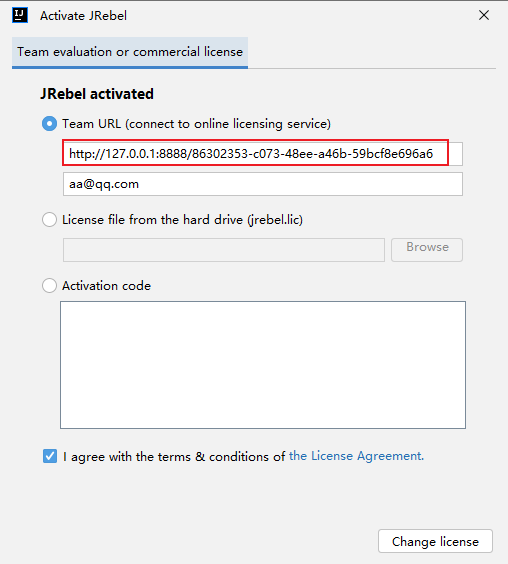 IJ
Activate JRebel
Team evaluation or commercial license
JRebel activated
Team URL (connect to online licensing service)
http://127.0.0.1:8888/86302353-c073-48ee-a46b-59bcf8e696a6
aa@qq.com
License file from the hard drive (jrebel.lic)
Browse
Activation code
I agree with the terms & conditions of the License Agreement.
Change license